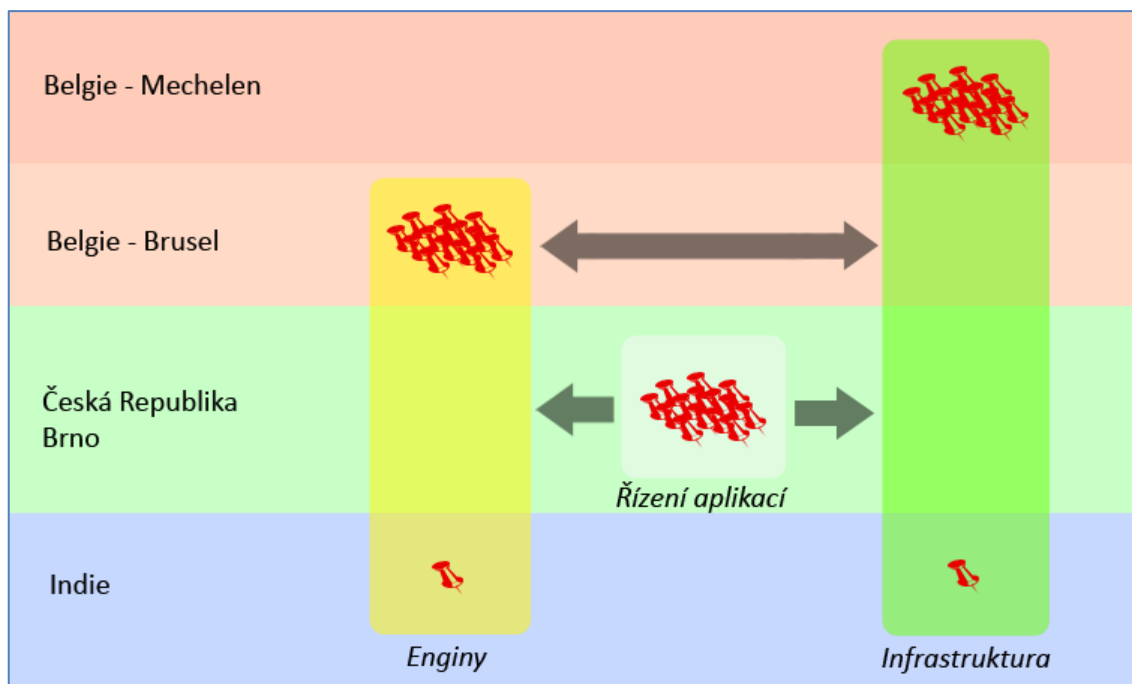 Belgie - Mechelen
Belgie - Brusel
Česká Republika
Brno
Řízení aplikací
Indie
Enginy
Infrastruktura